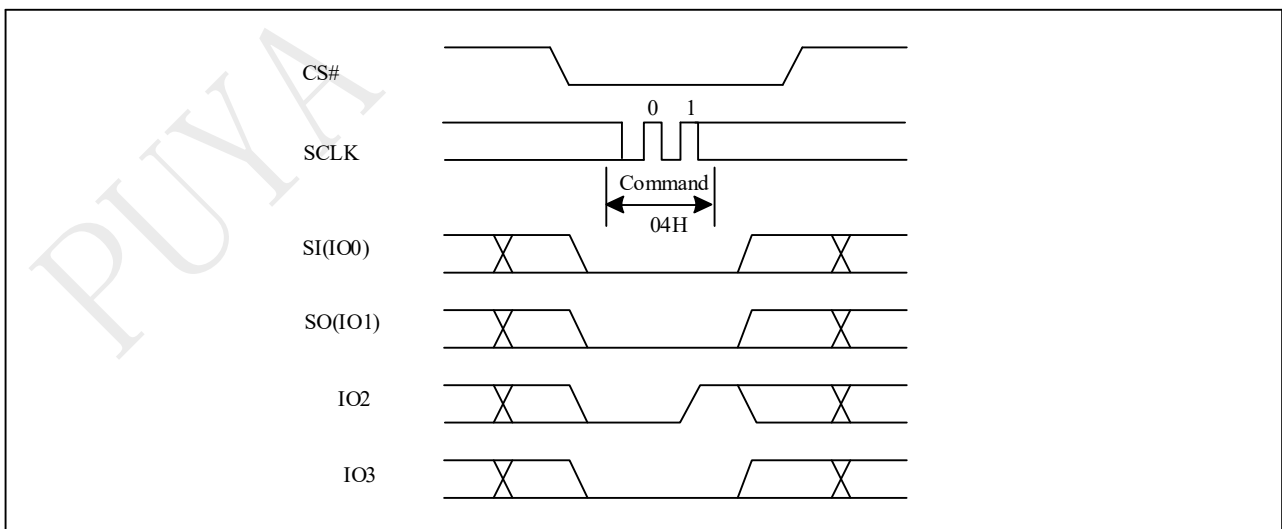 PUYA
CS#
0 1
SCLK
Command
04H
SI(IO0)
SO(IO1)
IO2
IO3